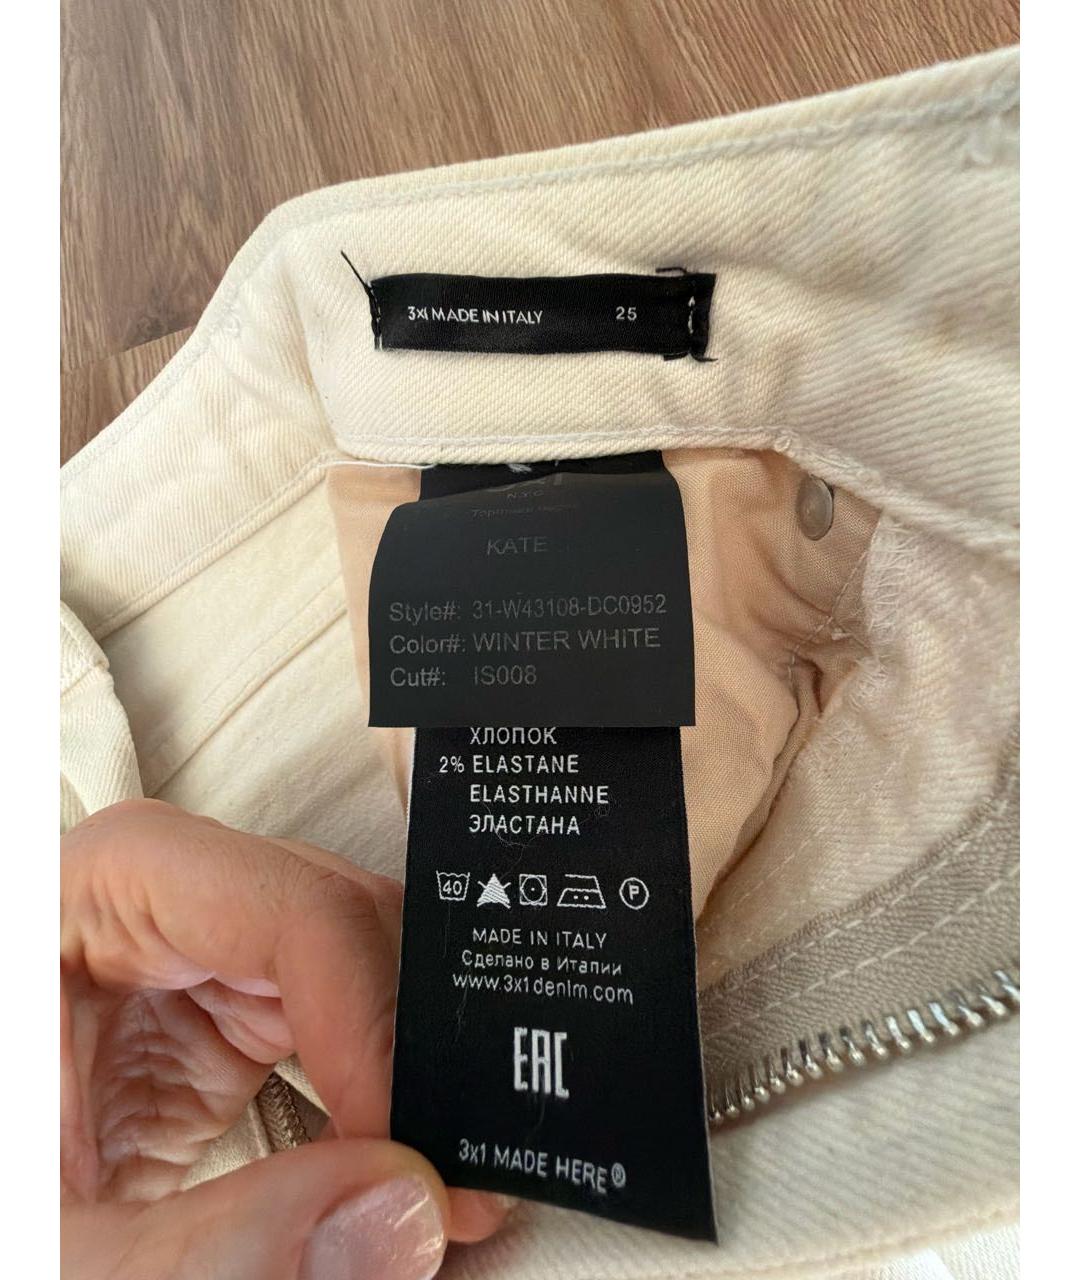 3x1 MADE IN ITALY 25
N.Y.C
KATE
Style#: 31-W43108-DC0952
Color#: WINTER WHITE
Cut#: IS008
ХЛОПОК
2% ELASTANE
ELASTHANNE
ЭЛАСТАНА
40 P
MADE IN ITALY
Сделано в Италии
www.3x1denim.com
EAC
3x1 MADE HERE®